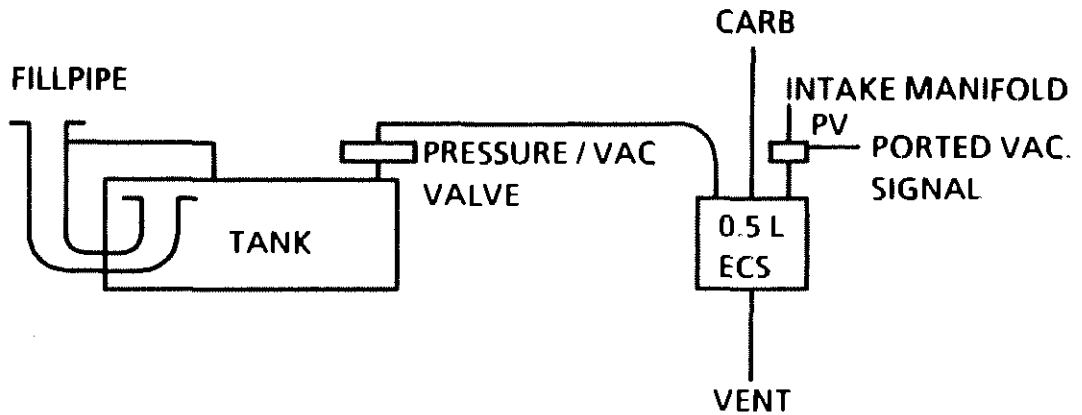 CARB
FILLPIPE
INTAKE MANIFOLD
PV
PORTED VAC.
SIGNAL
PRESSURE / VAC
VALVE
TANK
0.5 L
ECS
VENT